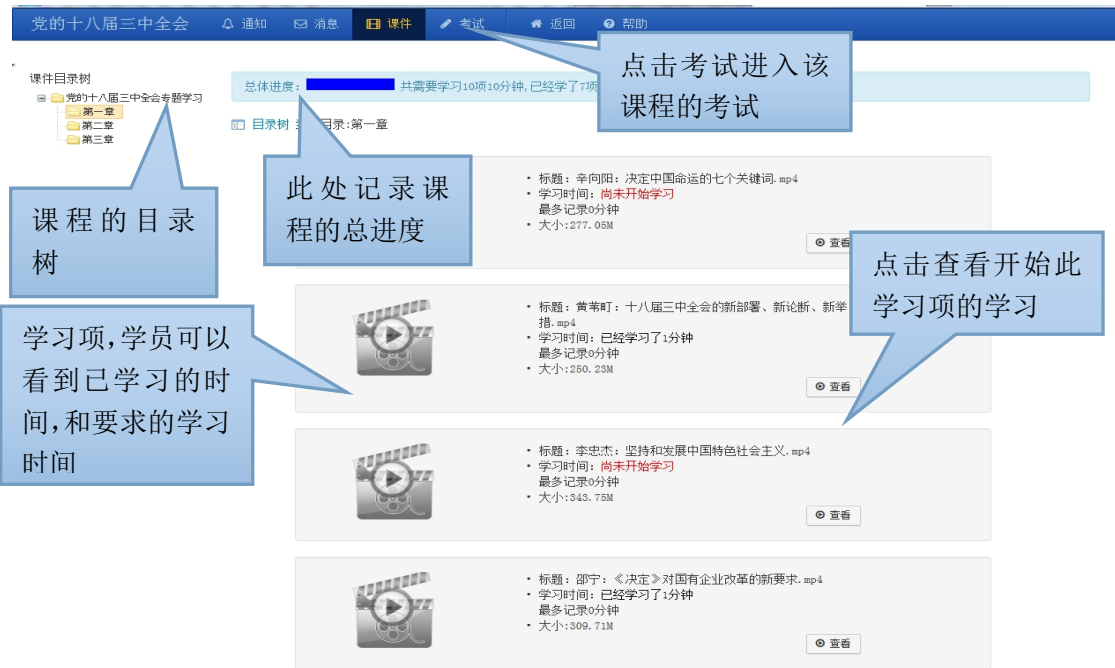 党的十八届三中全会 通知 消息 课件 考试 返回 帮助
点击考试进入该
课程的考试
课件目录树
党的十八届三中全会专题学习
第一章
第二章
第三章
总体进度: 共需要学习10项10分钟,已经学了7项
目录树 目录:第一章
课程的目录
树
此处记录课
程的总进度
标题: 辛向阳: 决定中国命运的七个关键词.mp4
学习时间: 尚未开始学习
最多记录0分钟
大小:277.05M
查看
点击查看开始此
学习项的学习
学习项,学员可以
看到已学习的时
间,和要求的学习
时间
标题: 黄苇町: 十八届三中全会的新部署、新论断、新举
措.mp4
学习时间: 已经学习了1分钟
最多记录0分钟
大小:250.23M
查看
标题: 李忠杰: 坚持和发展中国特色社会主义.mp4
学习时间: 尚未开始学习
最多记录0分钟
大小:343.75M
查看
标题: 邵宁: 《决定》对国有企业改革的新要求.mp4
学习时间: 已经学习了1分钟
最多记录0分钟
大小:309.71M
查看